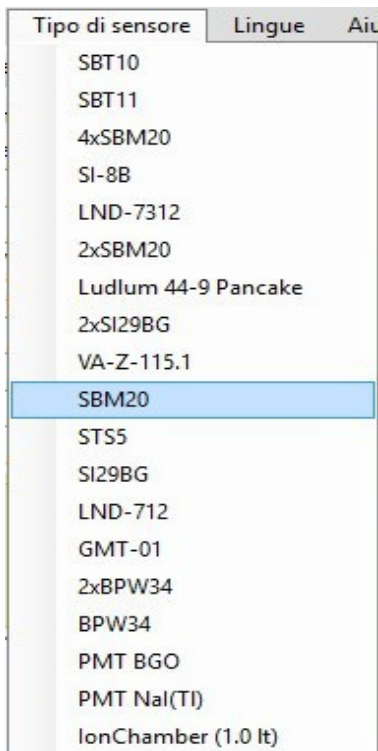 Tipo di sensore Lingue Aiu
SBT10
SBT11
4xSBM20
SI-8B
LND-7312
2xSBM20
Ludlum 44-9 Pancake
2xSI29BG
VA-Z-115.1
SBM20
STS5
SI29BG
LND-712
GMT-01
2xBPW34
BPW34
PMT BGO
PMT NaI(TI)
IonChamber (1.0 lt)